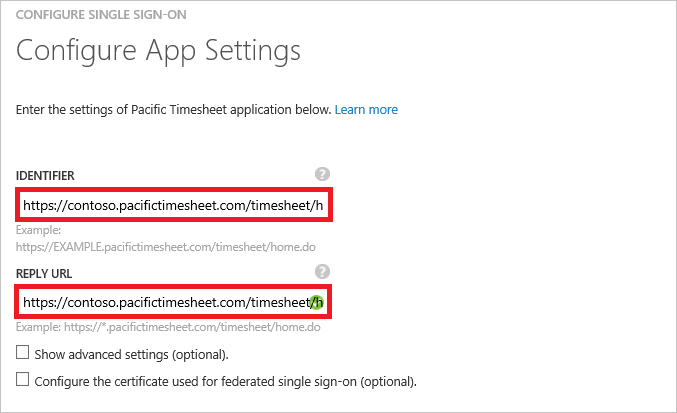 CONFIGURE SINGLE SIGN-ON
Configure App Settings
Enter the settings of Pacific Timesheet application below. Learn more
IDENTIFIER ?
https://contoso.pacifictimesheet.com/timesheet/h
Example:
https://EXAMPLE.pacifictimesheet.com/timesheet/home.do
REPLY URL ?
https://contoso.pacifictimesheet.com/timesheet/h
Example: https://*.pacifictimesheet.com/timesheet/home.do
Show advanced settings (optional).
Configure the certificate used for federated single sign-on (optional).